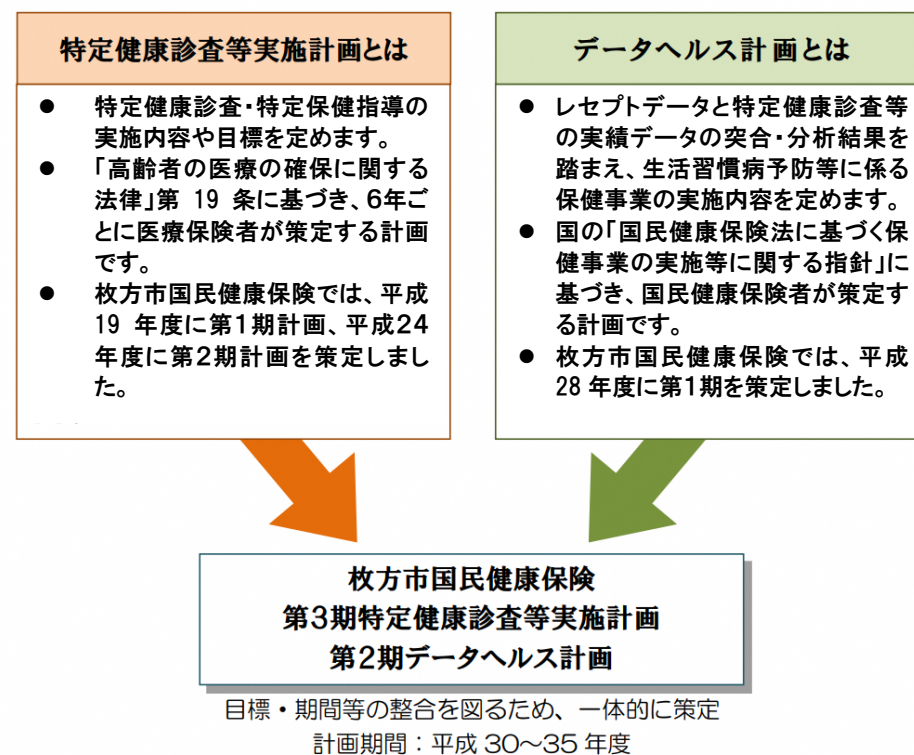 特定健康診査等実施計画とは
● 特定健康診査・特定保健指導の
実施内容や目標を定めます。
● 「高齢者の医療の確保に関する
法律」第 19 条に基づき、6年ご
とに医療保険者が策定する計画
です。
● 枚方市国民健康保険では、平成
19 年度に第1期計画、平成24
年度に第2期計画を策定しまし
た。
データヘルス計画とは
● レセプトデータと特定健康診査等
の実績データの突合・分析結果を
踏まえ、生活習慣病予防等に係る
保健事業の実施内容を定めます。
● 国の「国民健康保険法に基づく保
健事業の実施等に関する指針」に
基づき、国民健康保険者が策定す
る計画です。
● 枚方市国民健康保険では、平成
28 年度に第1期を策定しました。
枚方市国民健康保険
第3期特定健康診査等実施計画
第2期データヘルス計画
目標・期間等の整合を図るため、一体的に策定
計画期間：平成 30～35 年度